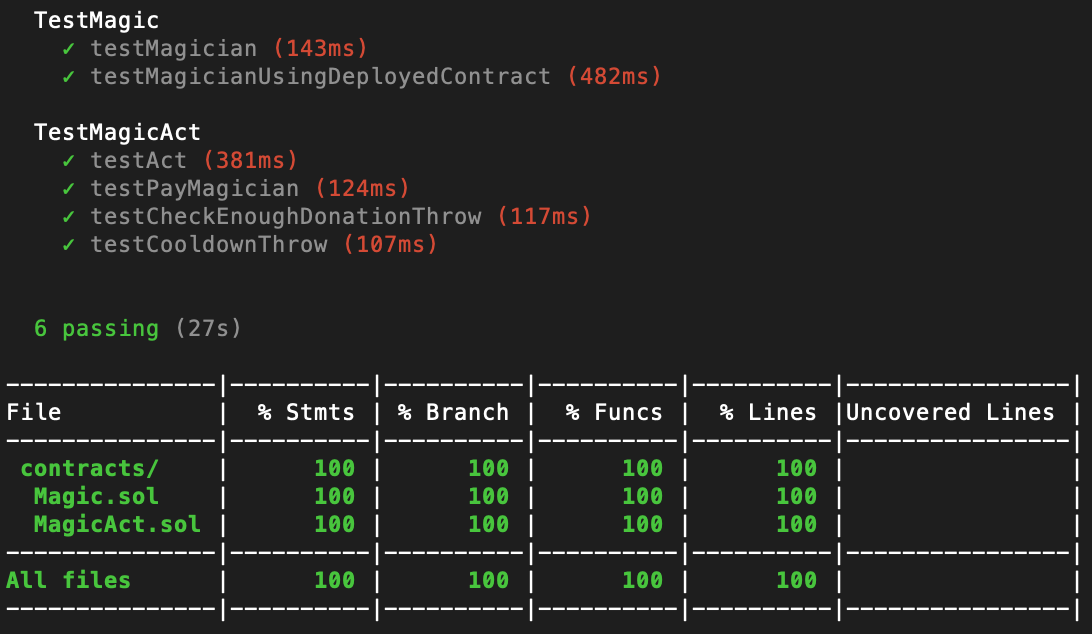 TestMagic
✓ testMagician (143ms)
✓ testMagicianUsingDeployedContract (482ms)
TestMagicAct
✓ testAct (381ms)
✓ testPayMagician (124ms)
✓ testCheckEnoughDonationThrow (117ms)
✓ testCooldownThrow (107ms)
6 passing (27s)
---------------|----------|----------|----------|----------|----------------|
File | % Stmts | % Branch | % Funcs | % Lines |Uncovered Lines |
---------------|----------|----------|----------|----------|----------------|
contracts/ | 100 | 100 | 100 | 100 | |
Magic.sol | 100 | 100 | 100 | 100 | |
MagicAct.sol | 100 | 100 | 100 | 100 | |
---------------|----------|----------|----------|----------|----------------|
All files | 100 | 100 | 100 | 100 | |
---------------|----------|----------|----------|----------|----------------|